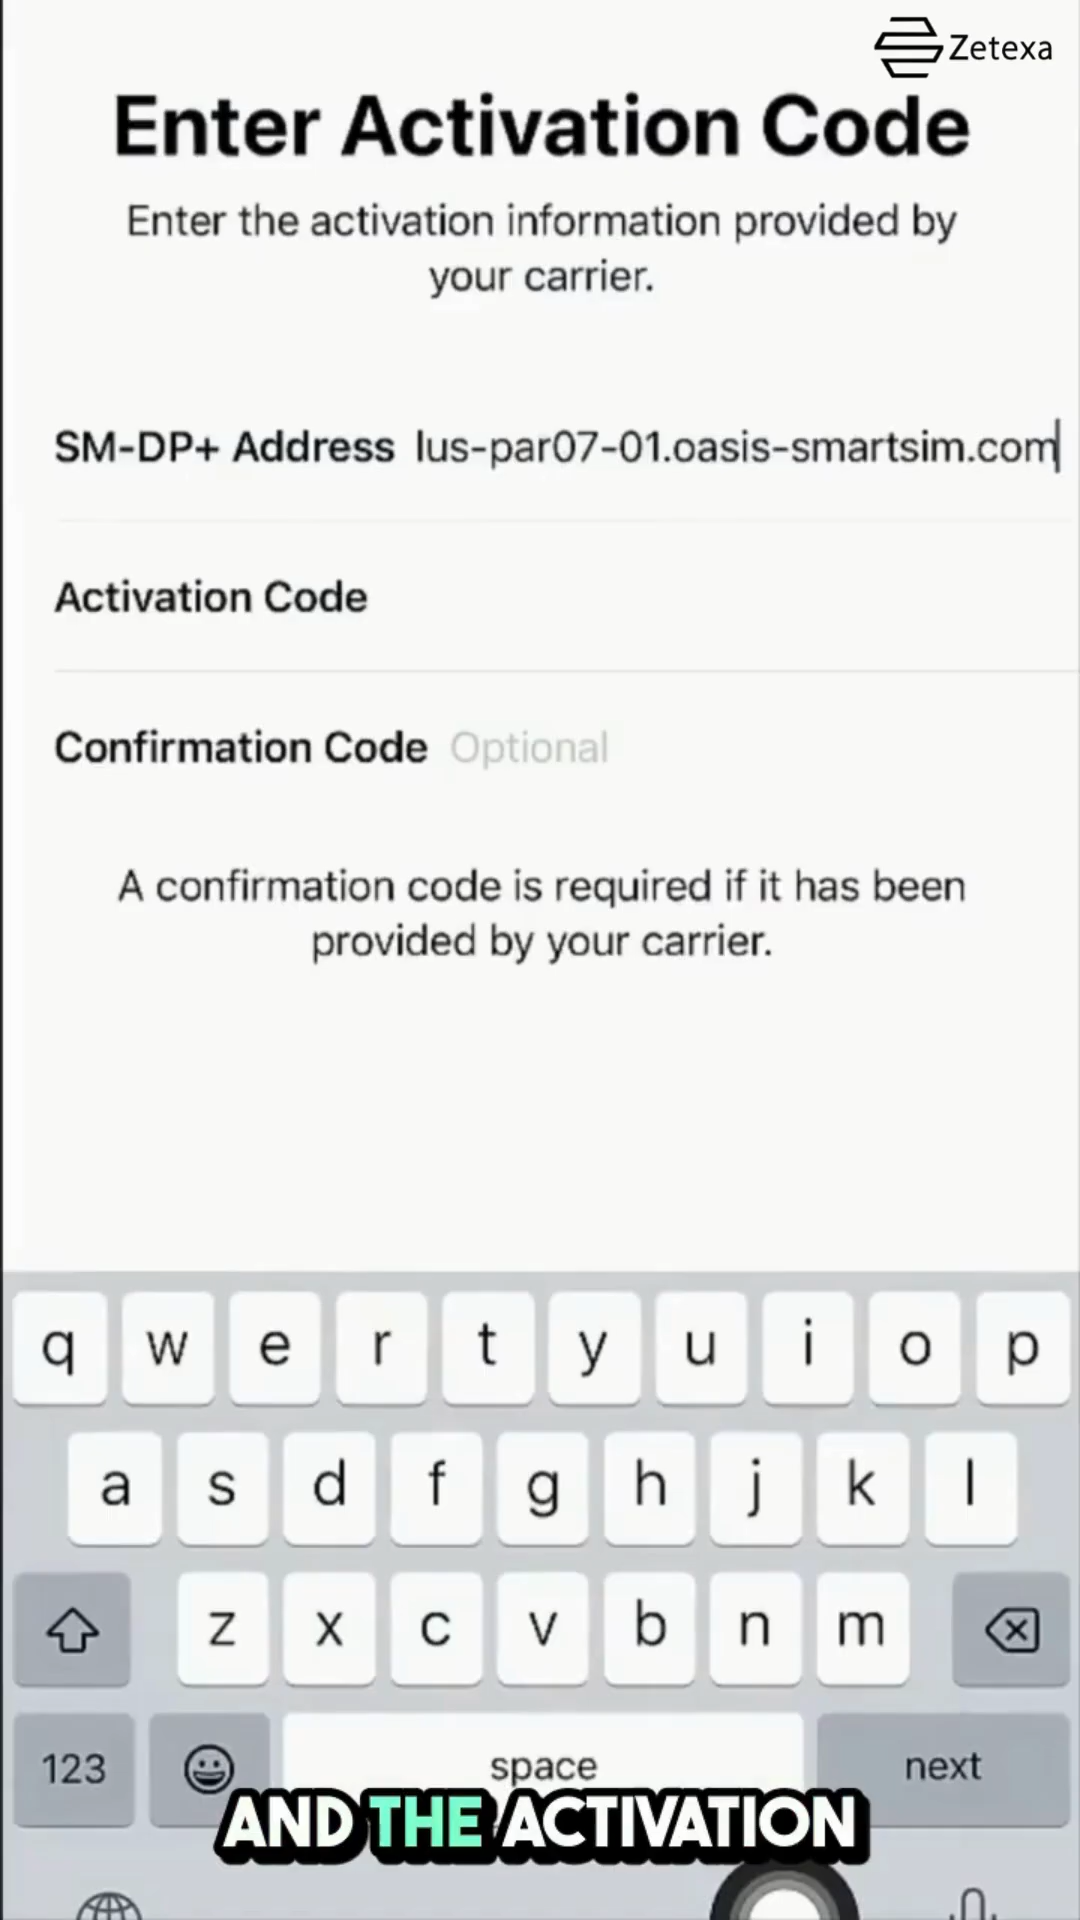 Zetexa
Enter Activation Code
Enter the activation information provided by
your carrier.
SM-DP+ Address lus-par07-01.oasis-smartsim.com
Activation Code
Confirmation Code Optional
A confirmation code is required if it has been
provided by your carrier.
q w e r t y u i o p
a s d f g h j k l
z x c v b n m
123 space next
AND THE ACTIVATION